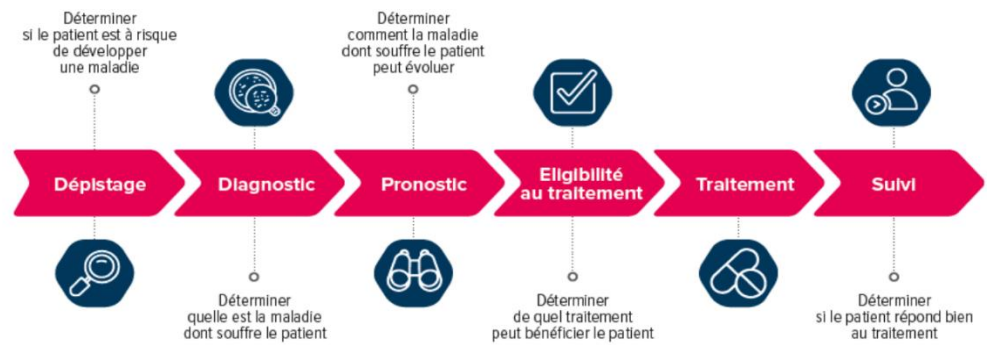 Déterminer
si le patient est à risque
de développer
une maladie
Déterminer
comment la maladie
dont souffre le patient
peut évoluer
Dépistage
Diagnostic
Pronostic
Eligibilité
au traitement
Traitement
Suivi
Déterminer
quelle est la maladie
dont souffre le patient
Déterminer
de quel traitement
peut bénéficier le patient
Déterminer
si le patient répond bien
au traitement